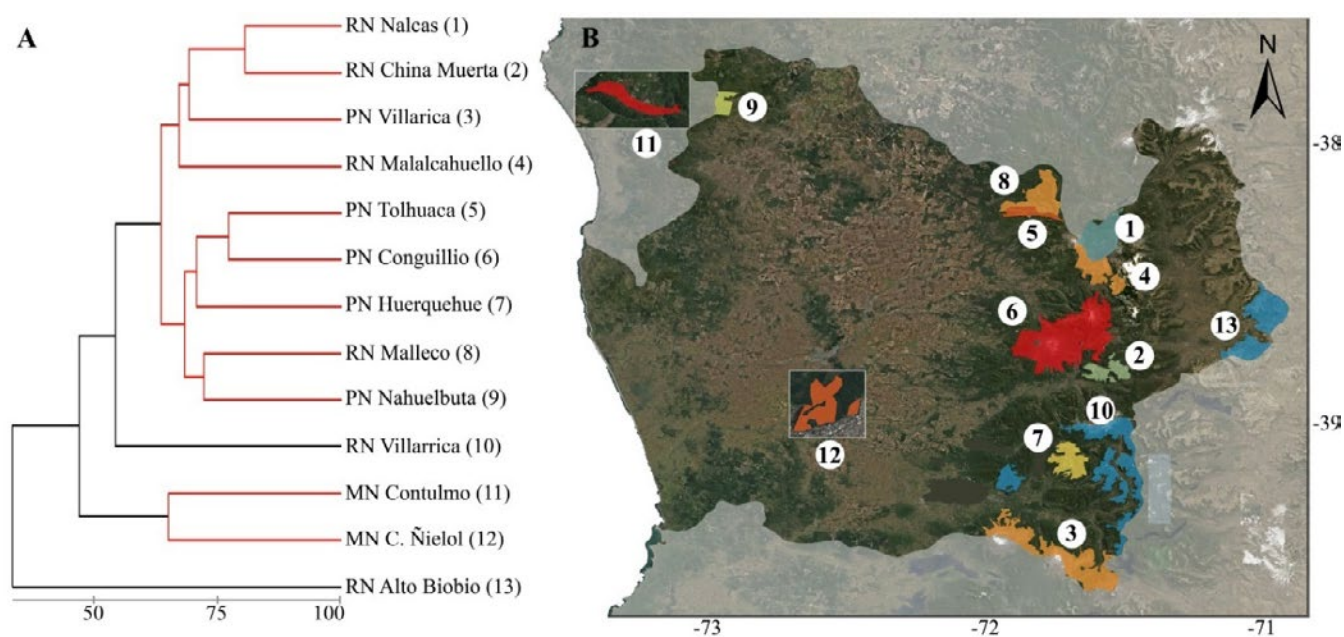 A
RN Nalcas (1)
RN China Muerta (2)
PN Villarica (3)
RN Malalcahuello (4)
PN Tolhuaca (5)
PN Conguillio (6)
PN Huerquehue (7)
RN Malleco (8)
PN Nahuelbuta (9)
RN Villarrica (10)
MN Contulmo (11)
MN C. Ñielol (12)
RN Alto Biobio (13)
50 75 100
B
N
9
11
-38
8
5
1
4
6
13
2
10
-39
7
12
3
-73 -72 -71